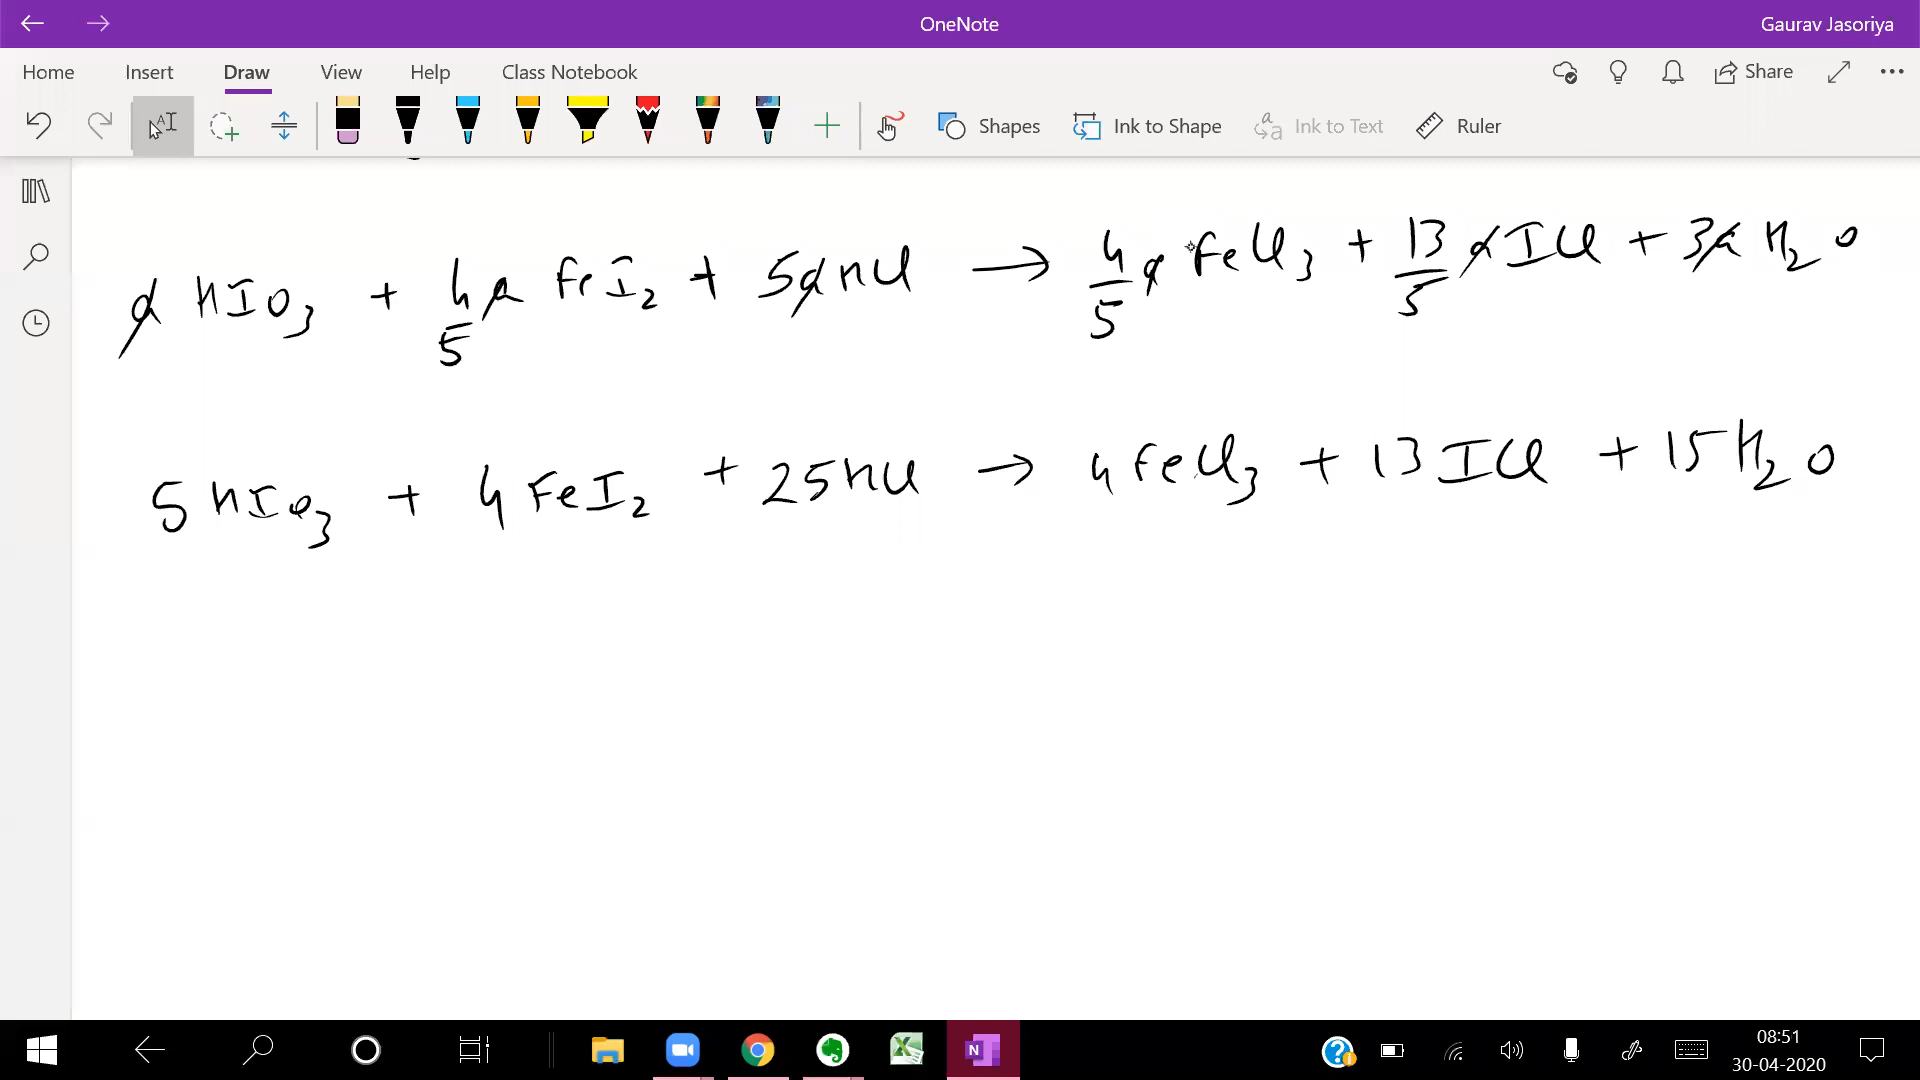 OneNote
Gaurav Jasoriya
Home Insert Draw View Help Class Notebook Share
Shapes Ink to Shape Ink to Text Ruler
a HIO3 + 4/5 a FeI2 + 5a HCl → 4/5 a FeCl3 + 13/5 a ICl + 3a H2O
5 HIO3 + 4 FeI2 + 25 HCl → 4 FeCl3 + 13 ICl + 15 H2O
08:51
30-04-2020